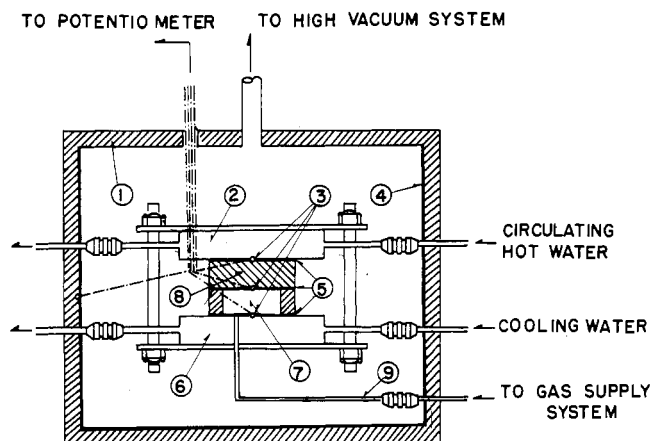 TO POTENTIO METER
TO HIGH VACUUM SYSTEM
1
2
3
4
CIRCULATING
HOT WATER
8
5
COOLING WATER
6
7
9
TO GAS SUPPLY
SYSTEM